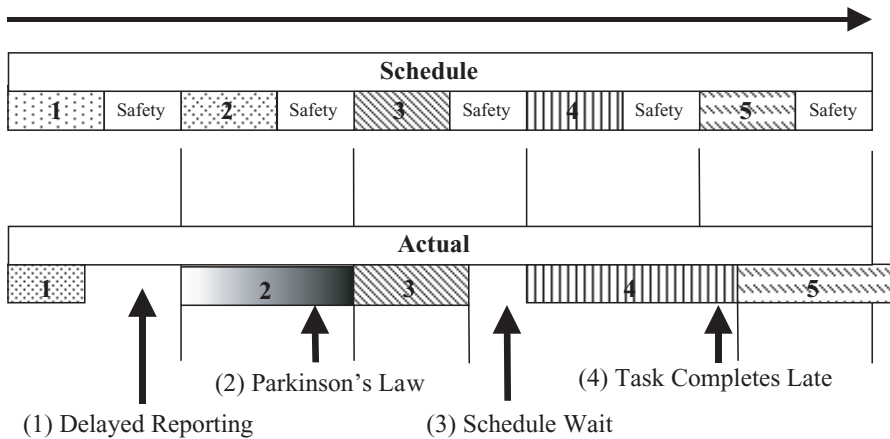 Schedule
1 Safety 2 Safety 3 Safety 4 Safety 5 Safety
Actual
1 2 3 4 5
(2) Parkinson’s Law (4) Task Completes Late
(1) Delayed Reporting (3) Schedule Wait